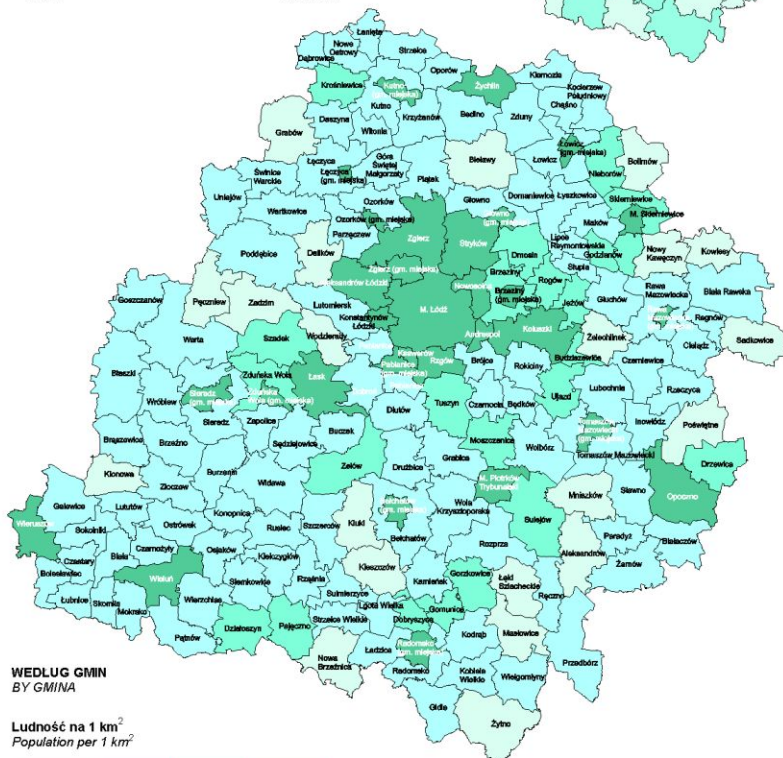 Łanięta
Nowe Ostrowy
Dąbrowice
Strzelce
Oporów
Krośniewice
Kutno (gm. miejska)
Żychlin
Kiernozia
Kocierzew Południowy
Chąśno
Kutno
Daszyna
Krzyżanów
Bedlno
Zduny
Witonia
Grabów
Łęczyca
Góra Świętej Małgorzaty
Łęczyca (gm. miejska)
Piątek
Bielawy
Łowicz
Łowicz (gm. miejska)
Nieborów
Bolimów
Świnice Warckie
Uniejów
Wartkowice
Ozorków
Ozorków (gm. miejska)
Parzęczew
Głowno
Głowno (gm. miejska)
Domaniewice
Łyszkowice
Skierniewice
M. Skierniewice
Maków
Zgierz
Stryków
Dmosin
Lipce Reymontowskie
Godzianów
Słupia
Nowy Kawęczyn
Kowiesy
Poddębice
Dalików
Zgierz (gm. miejska)
Aleksandrów Łódzki
Brzeziny
Brzeziny (gm. miejska)
Rogów
Jeżów
Głuchów
Rawa Mazowiecka
Biała Rawska
Regnów
Sadkowice
Goszczanów
Pęczniew
Zadzim
Lutomiersk
Konstantynów Łódzki
M. Łódź
Nowosolna
Andrespol
Koluszki
Żelechlinek
Cielądz
Warta
Szadek
Wodzierady
Ksawerów
Pabianice (gm. miejska)
Rzgów
Brójce
Rokiciny
Budziszewice
Czerniewice
Błaszki
Wróblew
Sieradz (gm. miejska)
Zduńska Wola
Zduńska Wola (gm. miejska)
Łask
Lubochnia
Rzeczyca
Ujazd
Sieradz
Zapolice
Dłutów
Tuszyn
Czarnocin
Będków
Inowłódz
Brąszewice
Brzeźno
Sędziejowice
Buczek
Moszczenica
Wolbórz
Tomaszów Mazowiecki (gm. miejska)
Tomaszów Mazowiecki
Poświętne
Klonowa
Burzenin
Widawa
Zelów
Drużbice
Grabica
M. Piotrków Trybunalski
Drzewica
Opoczno
Złoczew
Wieruszów
Galewice
Lututów
Sokolniki
Ostrówek
Konopnica
Rusiec
Szczerców
Kluki
Bełchatów (gm. miejska)
Bełchatów
Wola Krzysztoporska
Sulejów
Mniszków
Sławno
Czastary
Bolesławiec
Biała
Czarnożyły
Osjaków
Kiełczygłów
Rozprza
Aleksandrów
Paradyż
Białaczów
Żarnów
Łubnice
Skomlin
Mokrsko
Wieluń
Wierzchlas
Siemkowice
Rząśnia
Sulmierzyce
Kleszczów
Kamieńsk
Gorzkowice
Łęki Szlacheckie
Ręczno
Pątnów
Działoszyn
Pajęczno
Strzelce Wielkie
Lgota Wielka
Dobryszyce
Gomunice
Masłowice
Kodrąb
Przedbórz
Nowa Brzeźnica
Ładzice
Radomsko (gm. miejska)
Radomsko
Kobiele Wielkie
Wielgomłyny
Gidle
Żytno
WEDŁUG GMIN
BY GMINA
Ludność na 1 km²
Population per 1 km²